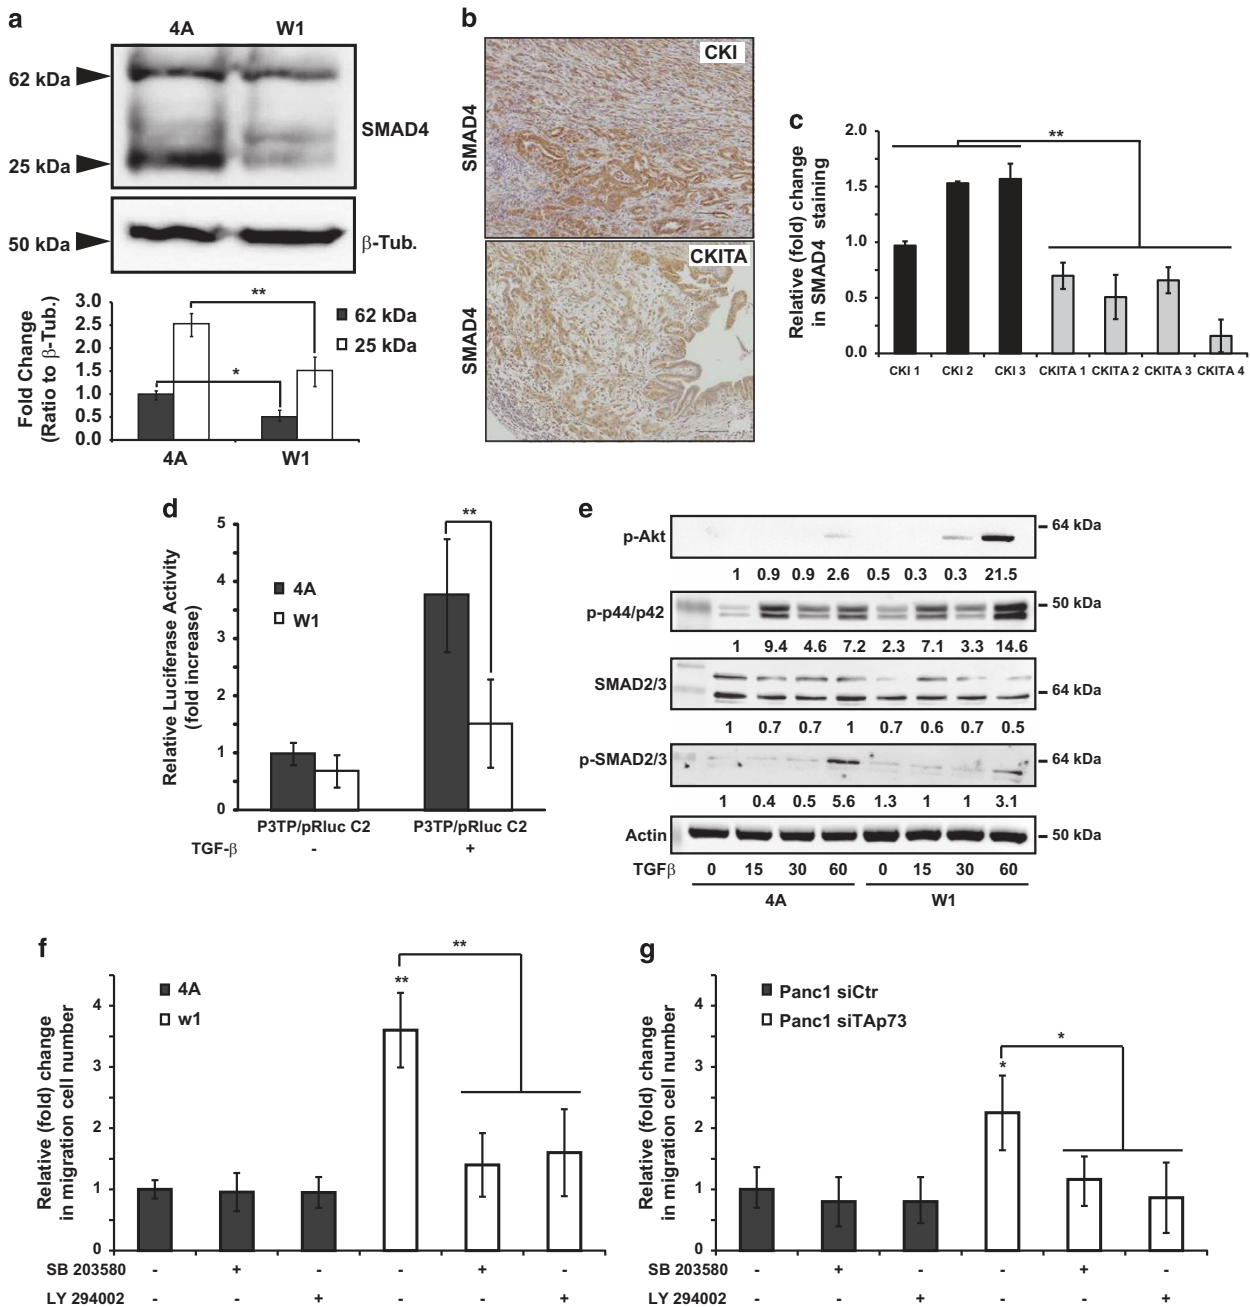 a
4A W1
62 kDa
SMAD4
25 kDa
50 kDa
β-Tub.
Fold Change
(Ratio to β-Tub.)
3.0
2.5
2.0
1.5
1.0
0.5
0.0
**
*
62 kDa
25 kDa
4A W1
b
SMAD4
CKI
SMAD4
CKITA
c
Relative (fold) change
in SMAD4 staining
2.0
1.5
1.0
0.5
0.0
**
CKI 1 CKI 2 CKI 3 CKITA 1 CKITA 2 CKITA 3 CKITA 4
d
Relative Luciferase Activity
(fold increase)
5
4
3
2
1
0
4A
W1
**
P3TP/pRluc C2 P3TP/pRluc C2
TGF-β - +
e
p-Akt
64 kDa
1 0.9 0.9 2.6 0.5 0.3 0.3 21.5
p-p44/p42
50 kDa
1 9.4 4.6 7.2 2.3 7.1 3.3 14.6
SMAD2/3
64 kDa
1 0.7 0.7 1 0.7 0.6 0.7 0.5
p-SMAD2/3
64 kDa
1 0.4 0.5 5.6 1.3 1 1 3.1
Actin
50 kDa
TGFβ 0 15 30 60 0 15 30 60
4A W1
f
Relative (fold) change
in migration cell number
4
3
2
1
0
4A
w1
**
**
SB 203580 - + - - + -
LY 294002 - - + - - +
g
Relative (fold) change
in migration cell number
4
3
2
1
0
Panc1 siCtr
Panc1 siTAp73
*
*
SB 203580 - + - - + -
LY 294002 - - + - - +